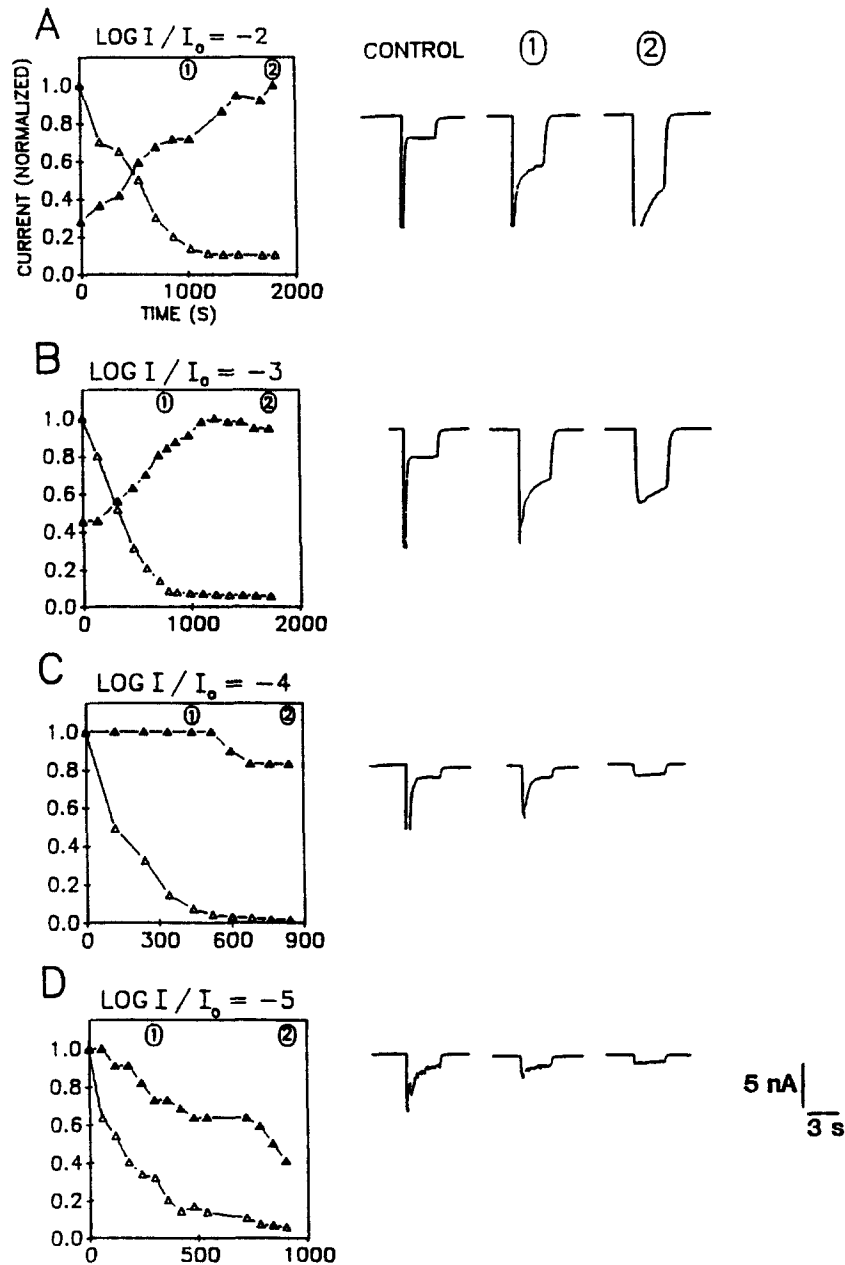 A
LOG I / I₀ = -2
CONTROL ① ②
CURRENT (NORMALIZED)
① ②
1.0
0.8
0.6
0.4
0.2
0.0
0 1000 2000
TIME (S)
B
LOG I / I₀ = -3
① ②
1.0
0.8
0.6
0.4
0.2
0.0
0 1000 2000
C
LOG I / I₀ = -4
① ②
1.0
0.8
0.6
0.4
0.2
0.0
0 300 600 900
D
LOG I / I₀ = -5
① ②
1.0
0.8
0.6
0.4
0.2
0.0
0 500 1000
5 nA
3 s